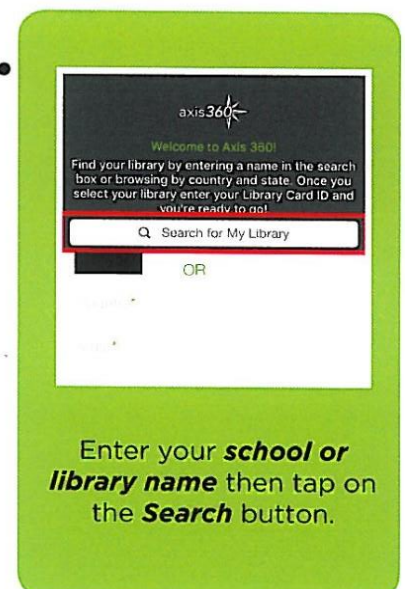 axis360
Welcome to Axis 360!
Find your library by entering a name in the search
box or browsing by country and state. Once you
select your library enter your Library Card ID and
you're ready to go!
Search for My Library
OR
Enter your school or
library name then tap on
the Search button.